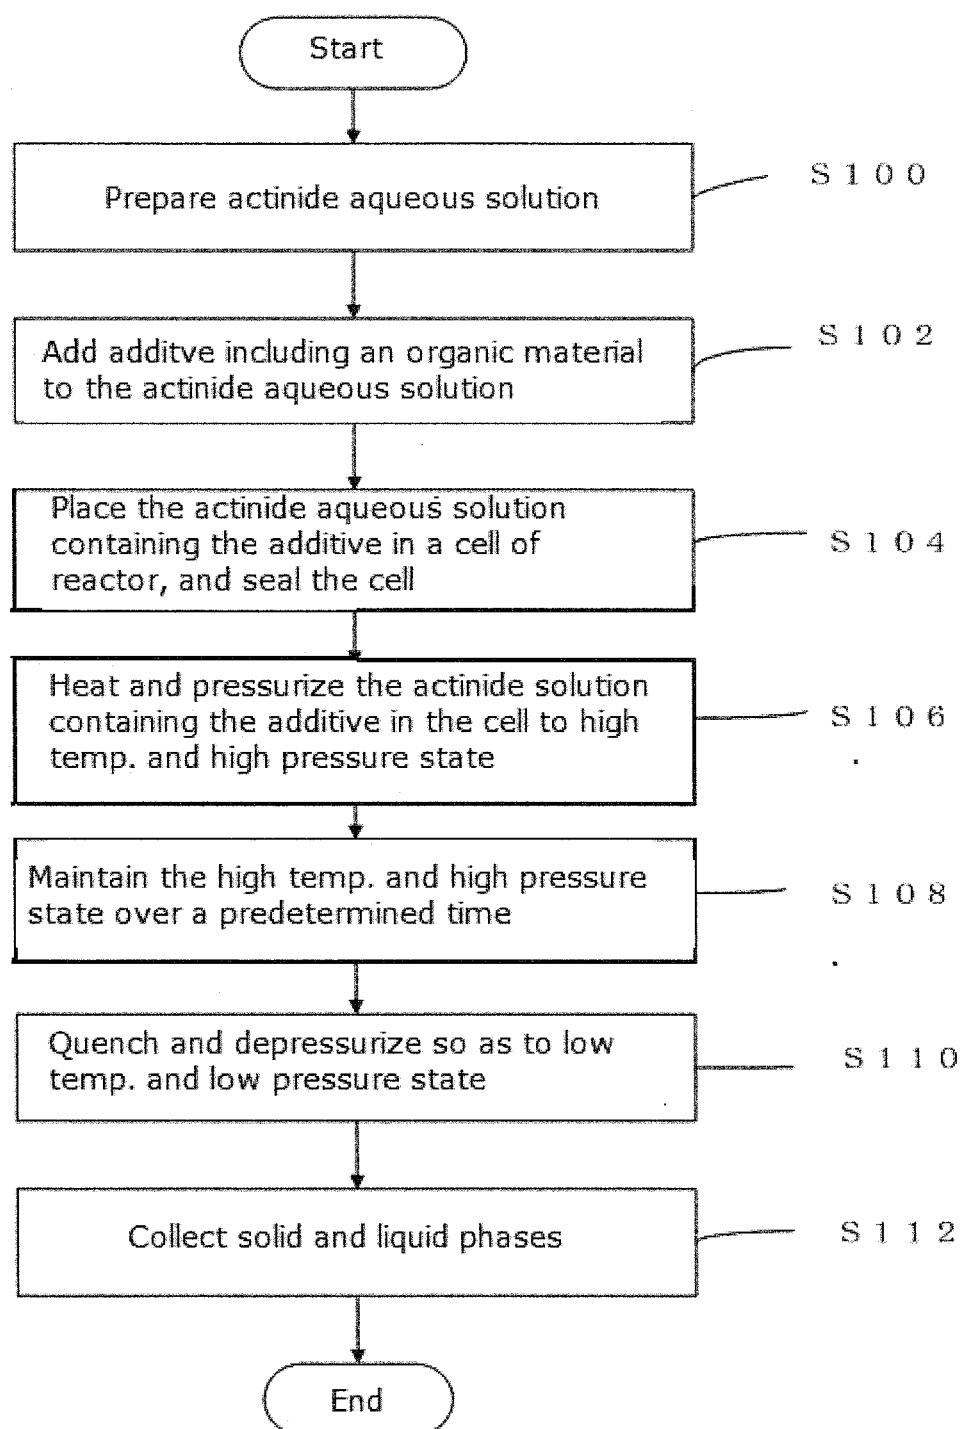 Start
Prepare actinide aqueous solution
S100
Add additve including an organic material
to the actinide aqueous solution
S102
Place the actinide aqueous solution
containing the additive in a cell of
reactor, and seal the cell
S104
Heat and pressurize the actinide solution
containing the additive in the cell to high
temp. and high pressure state
S106
Maintain the high temp. and high pressure
state over a predetermined time
S108
Quench and depressurize so as to low
temp. and low pressure state
S110
Collect solid and liquid phases
S112
End